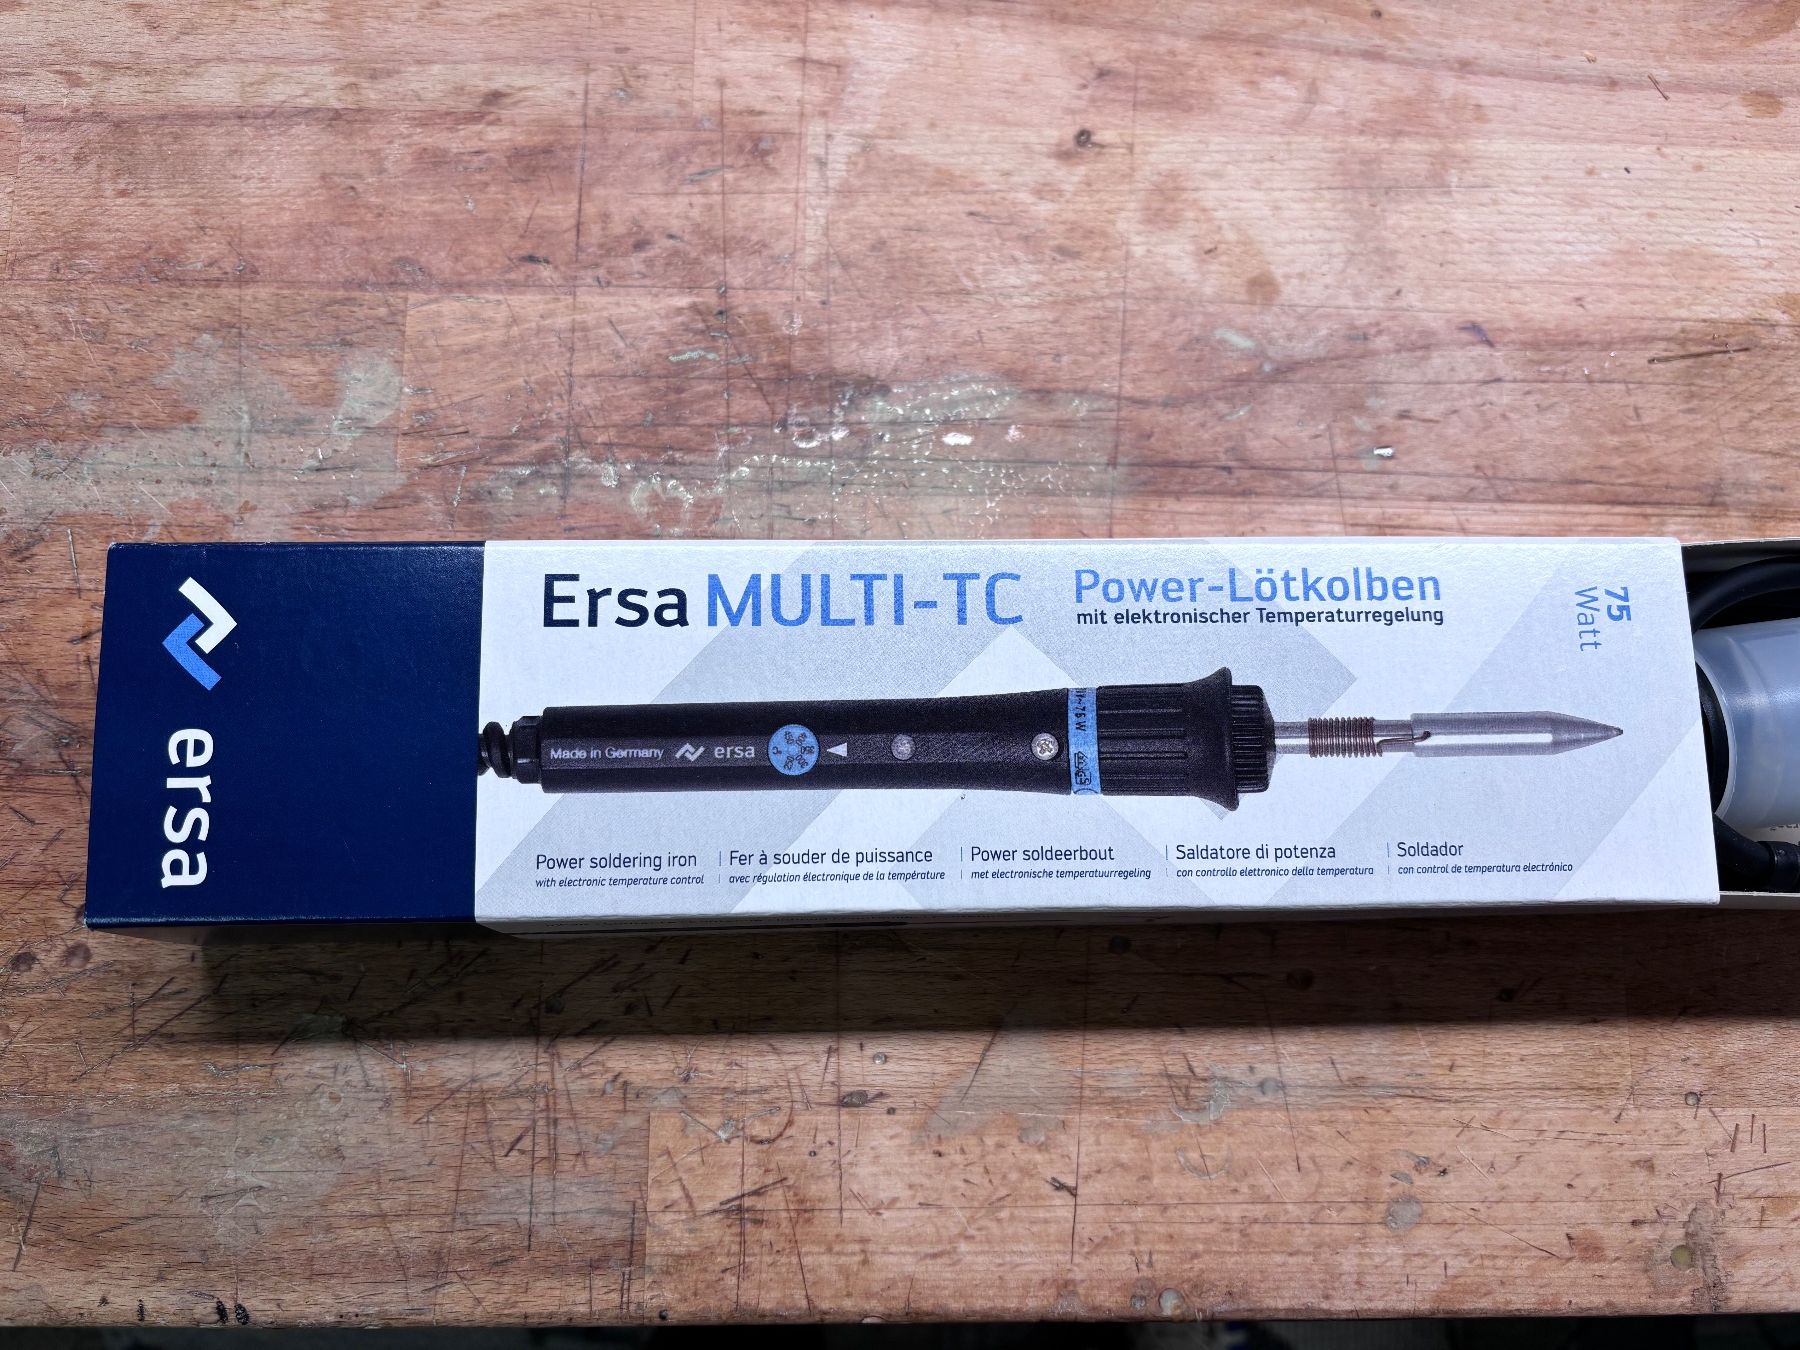 ersa
Ersa MULTI-TC
Power-Lötkolben
mit elektronischer Temperaturregelung
75
Watt
Made in Germany ersa
Power soldering iron
with electronic temperature control
Fer à souder de puissance
avec régulation électronique de la température
Power soldeerbout
met electronische temperatuurregeling
Saldatore di potenza
con controllo elettronico della temperatura
Soldador
con control de temperatura electrónico